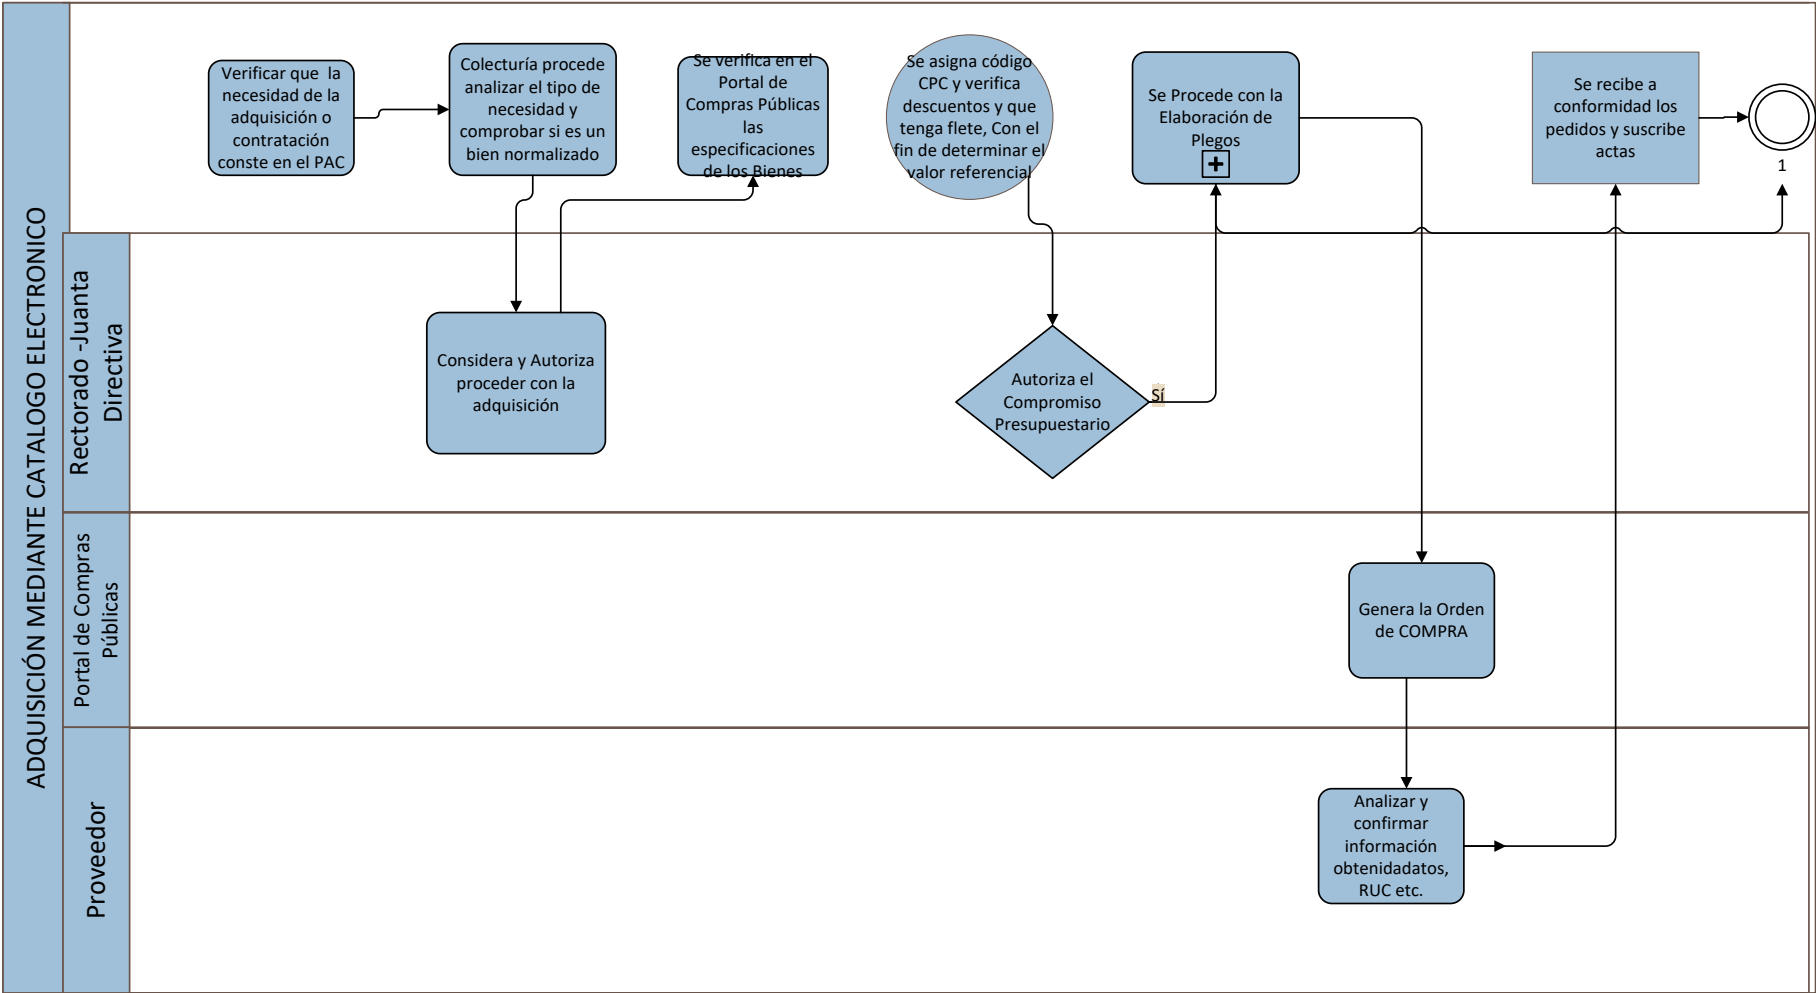 ADQUISICIÓN MEDIANTE CATALOGO ELECTRONICO
Verificar que la
necesidad de la
adquisición o
contratación
conste en el PAC
Colecturía procede
analizar el tipo de
necesidad y
comprobar si es un
bien normalizado
Se verifica en el
Portal de
Compras Públicas
las
especificaciones
de los Bienes
Se asigna código
CPC y verifica
descuentos y que
tenga flete, Con el
fin de determinar el
valor referencial
Se Procede con la
Elaboración de
Plegos
Se recibe a
conformidad los
pedidos y suscribe
actas
1
Rectorado -Juanta
Directiva
Considera y Autoriza
proceder con la
adquisición
Autoriza el
Compromiso
Presupuestario
Sí
Portal de Compras
Públicas
Genera la Orden
de COMPRA
Proveedor
Analizar y
confirmar
información
obtenidadatos,
RUC etc.